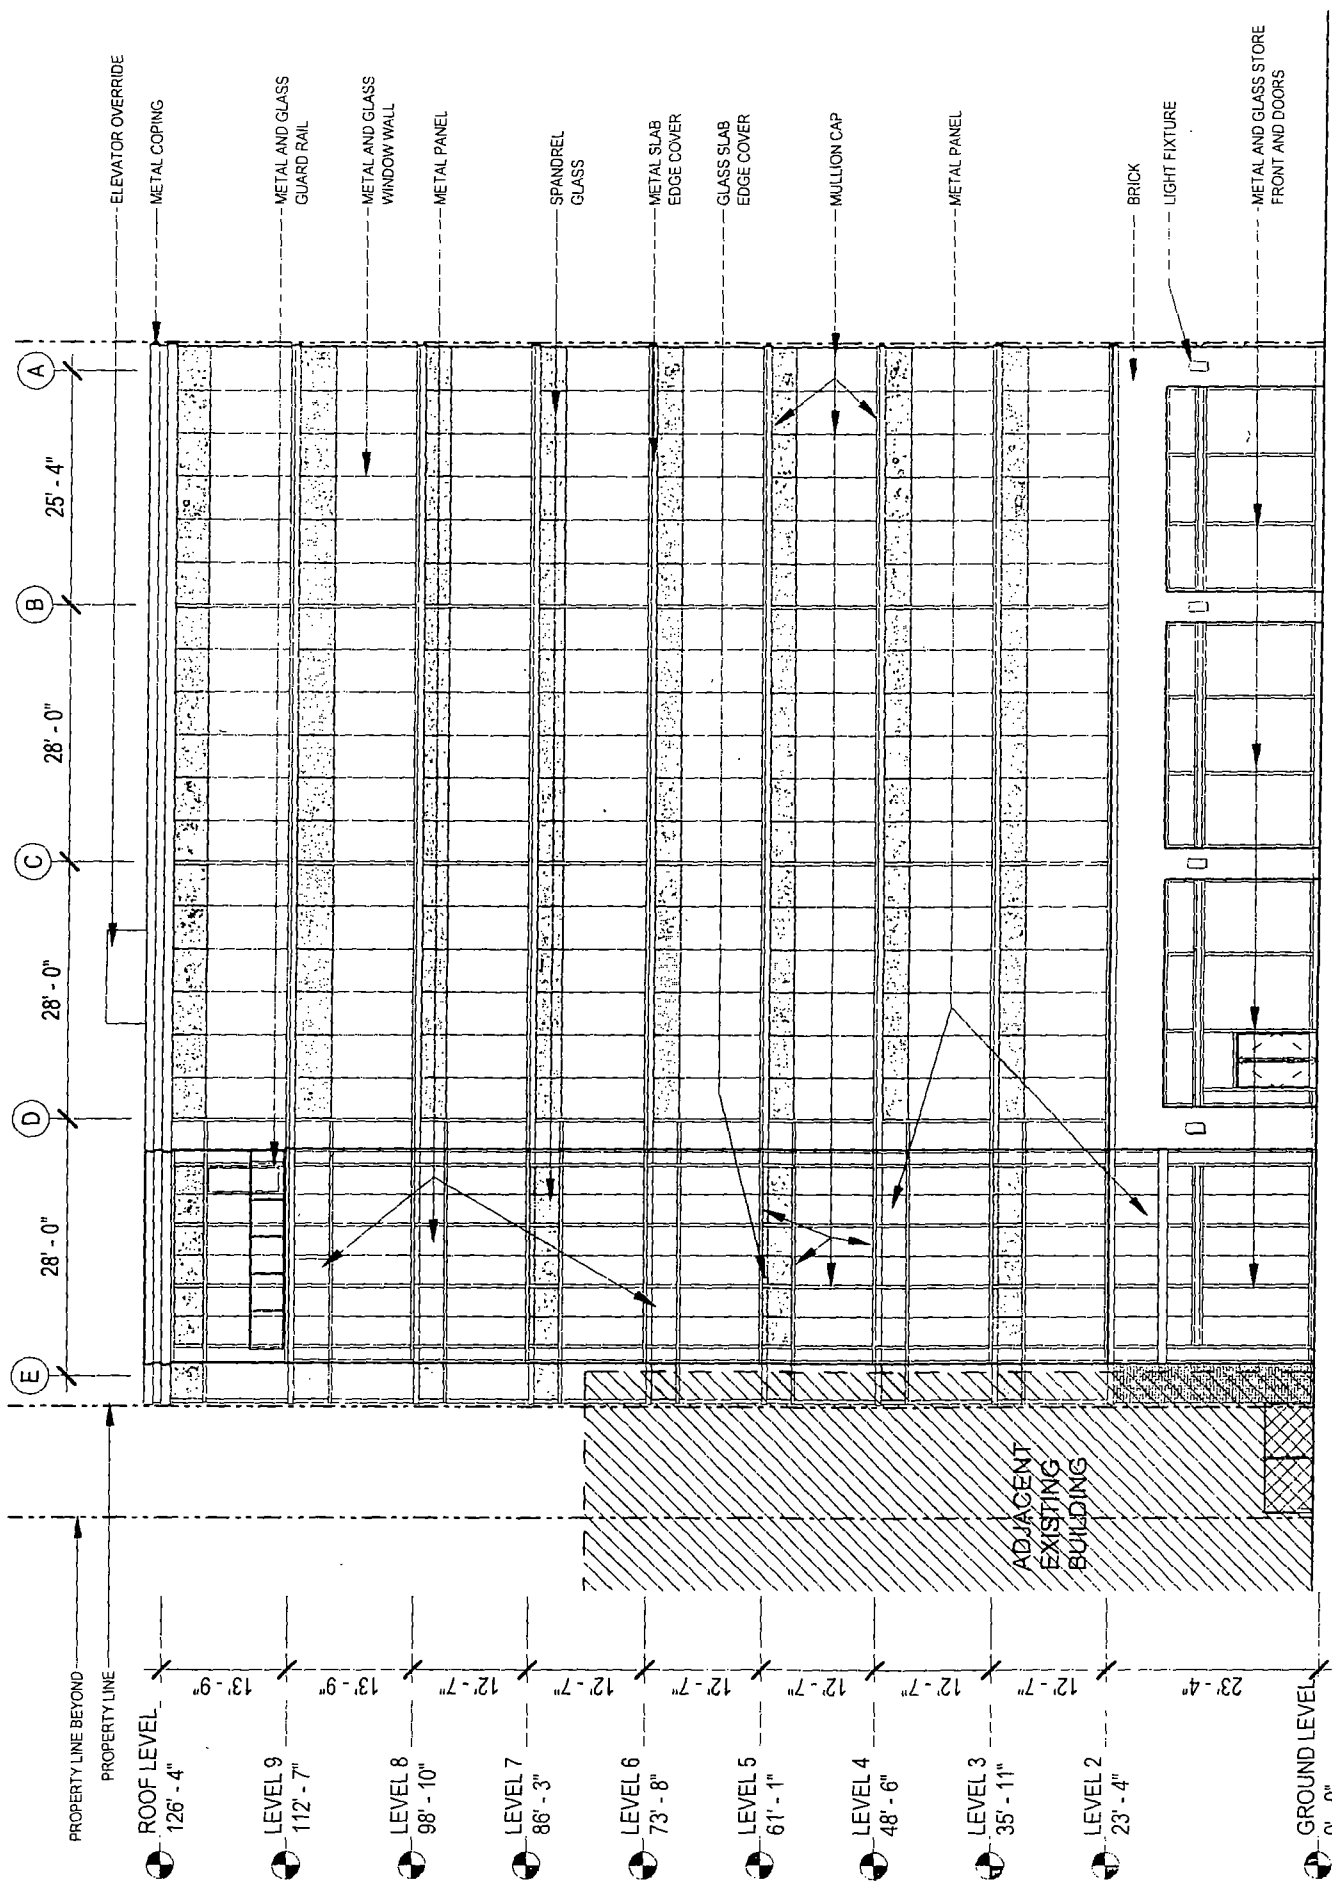 PROPERTY LINE BEYOND
PROPERTY LINE
E
28' - 0"
D
28' - 0"
C
28' - 0"
B
25' - 4"
A
ROOF LEVEL
126' - 4"
13' - 9"
LEVEL 9
112' - 7"
13' - 9"
LEVEL 8
98' - 10"
12' - 7"
LEVEL 7
86' - 3"
12' - 7"
LEVEL 6
73' - 8"
12' - 7"
LEVEL 5
61' - 1"
12' - 7"
LEVEL 4
48' - 6"
12' - 7"
LEVEL 3
35' - 11"
12' - 7"
LEVEL 2
23' - 4"
23' - 4"
GROUND LEVEL
0' - 0"
ADJACENT
EXISTING
BUILDING
ELEVATOR OVERRIDE
METAL COPING
METAL AND GLASS
GUARD RAIL
METAL AND GLASS
WINDOW WALL
METAL PANEL
SPANDREL
GLASS
METAL SLAB
EDGE COVER
GLASS SLAB
EDGE COVER
MULLION CAP
METAL PANEL
BRICK
LIGHT FIXTURE
METAL AND GLASS STORE
FRONT AND DOORS